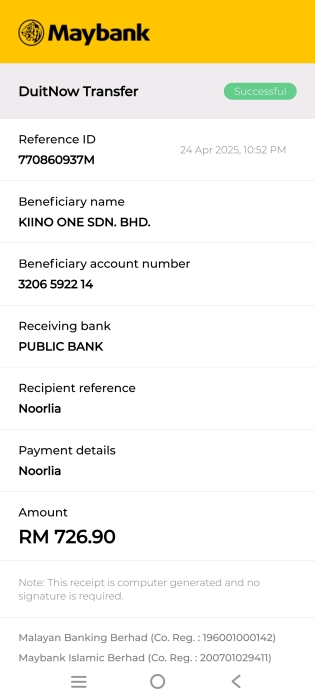 Maybank
DuitNow Transfer
Successful
Reference ID
770860937M
24 Apr 2025, 10:52 PM
Beneficiary name
KIINO ONE SDN. BHD.
Beneficiary account number
3206 5922 14
Receiving bank
PUBLIC BANK
Recipient reference
Noorlia
Payment details
Noorlia
Amount
RM 726.90
Note: This receipt is computer generated and no
signature is required.
Malayan Banking Berhad (Co. Reg. : 196001000142)
Maybank Islamic Berhad (Co. Reg. : 200701029411)